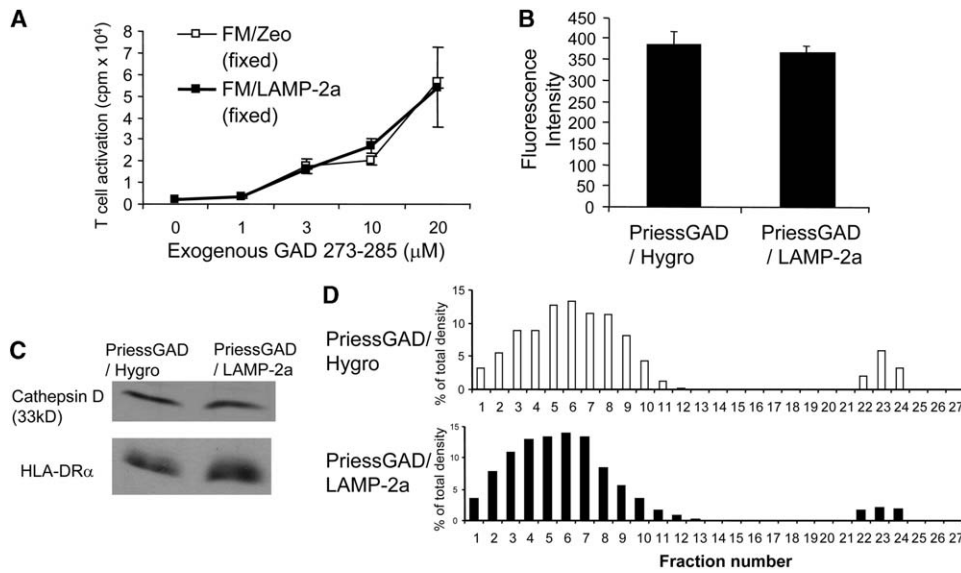 A
FM/Zeo
(fixed)
FM/LAMP-2a
(fixed)
T cell activation (cpm x 10⁴)
8
7
6
5
4
3
2
1
0
0 1 3 10 20
Exogenous GAD 273-285 (μM)
B
Fluorescence
Intensity
450
400
350
300
250
200
150
100
50
0
PriessGAD PriessGAD
/ Hygro / LAMP-2a
C
PriessGAD PriessGAD
/ Hygro / LAMP-2a
Cathepsin D
(33kD)
HLA-DRα
D
PriessGAD/
Hygro
% of total density
15
10
5
0
1 2 3 4 5 6 7 8 9 10 11 12 13 14 15 16 17 18 19 20 21 22 23 24 25 26 27
PriessGAD/
LAMP-2a
% of total density
15
10
5
0
1 2 3 4 5 6 7 8 9 10 11 12 13 14 15 16 17 18 19 20 21 22 23 24 25 26 27
Fraction number